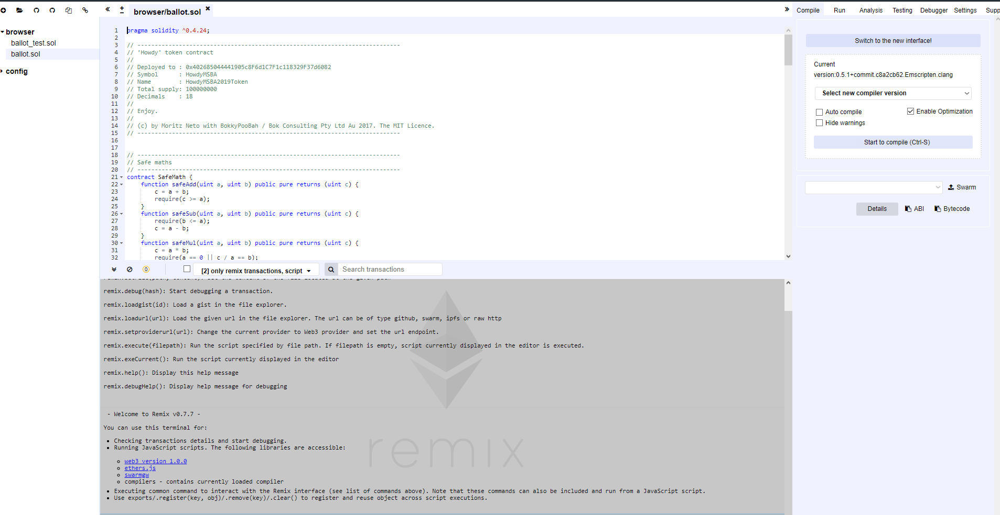 browser/ballot.sol
Compile Run Analysis Testing Debugger Settings Supp
browser
ballot_test.sol
ballot.sol
config
1 pragma solidity ^0.4.24;
2
3 // ----------------------------------------------------------------------------
4 // 'Howdy' token contract
5 //
6 // Deployed to : 0x402685044441905c8F6d1C7F1c118329F37d6082
7 // Symbol      : HowdyMSBA
8 // Name        : HowdyMSBA2019Token
9 // Total supply: 100000000
10 // Decimals    : 18
11 //
12 // Enjoy.
13 //
14 // (c) by Moritz Neto with BokkyPooBah / Bok Consulting Pty Ltd Au 2017. The MIT Licence.
15 // ----------------------------------------------------------------------------
16
17
18 // ----------------------------------------------------------------------------
19 // Safe maths
20 // ----------------------------------------------------------------------------
21 contract SafeMath {
22     function safeAdd(uint a, uint b) public pure returns (uint c) {
23         c = a + b;
24         require(c >= a);
25     }
26     function safeSub(uint a, uint b) public pure returns (uint c) {
27         require(b <= a);
28         c = a - b;
29     }
30     function safeMul(uint a, uint b) public pure returns (uint c) {
31         c = a * b;
32         require(a == 0 || c / a == b);
0
[2] only remix transactions, script
Search transactions
remix.debug(hash): Start debugging a transaction.
remix.loadgist(id): Load a gist in the file explorer.
remix.loadurl(url): Load the given url in the file explorer. The url can be of type github, swarm, ipfs or raw http
remix.setproviderurl(url): Change the current provider to Web3 provider and set the url endpoint.
remix.execute(filepath): Run the script specified by file path. If filepath is empty, script currently displayed in the editor is executed.
remix.exeCurrent(): Run the script currently displayed in the editor
remix.help(): Display this help message
remix.debugHelp(): Display help message for debugging
- Welcome to Remix v0.7.7 -
You can use this terminal for:
• Checking transactions details and start debugging.
• Running JavaScript scripts. The following libraries are accessible:
web3 version 1.0.0
ethers.js
swarmgw
compilers - contains currently loaded compiler
• Executing common command to interact with the Remix interface (see list of commands above). Note that these commands can also be included and run from a JavaScript script.
• Use exports/.register(key, obj)/.remove(key)/.clear() to register and reuse object across script executions.
remix
Switch to the new interface!
Current
version:0.5.1+commit.c8a2cb62.Emscripten.clang
Select new compiler version
Auto compile
Enable Optimization
Hide warnings
Start to compile (Ctrl-S)
Swarm
Details
ABI
Bytecode